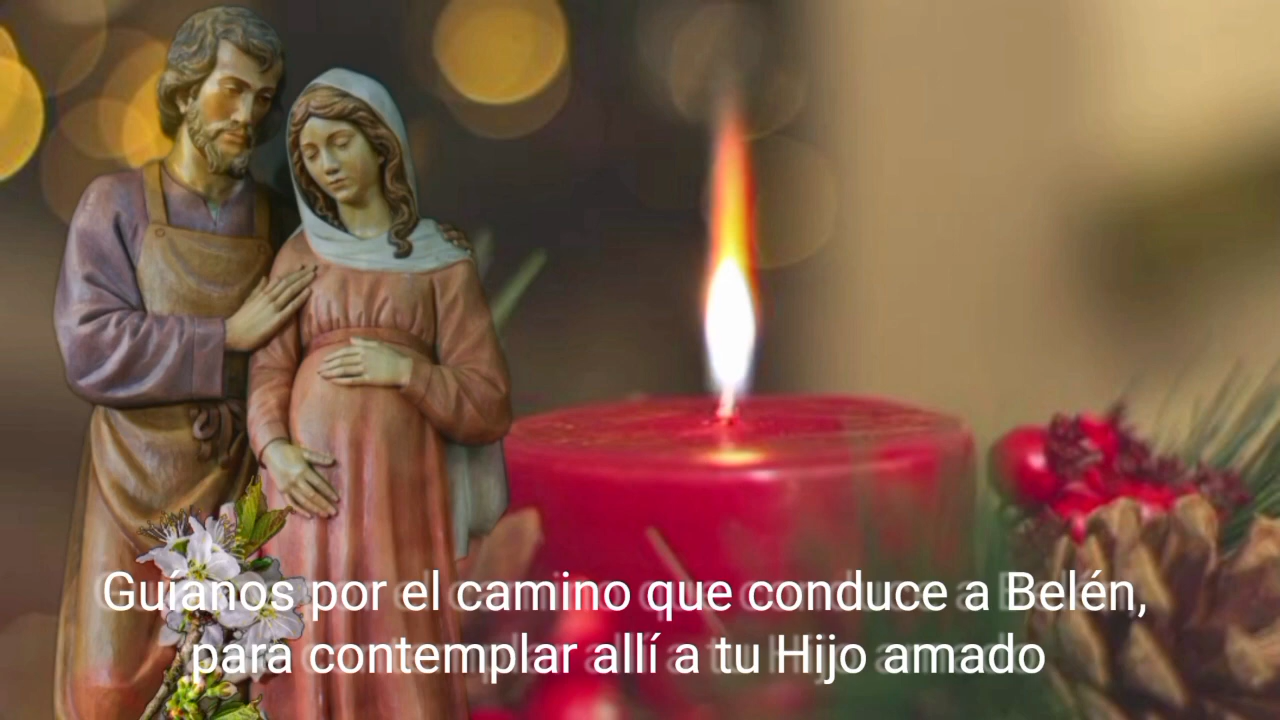 Guíanos por el camino que conduce a Belén,
para contemplar allí a tu Hijo amado